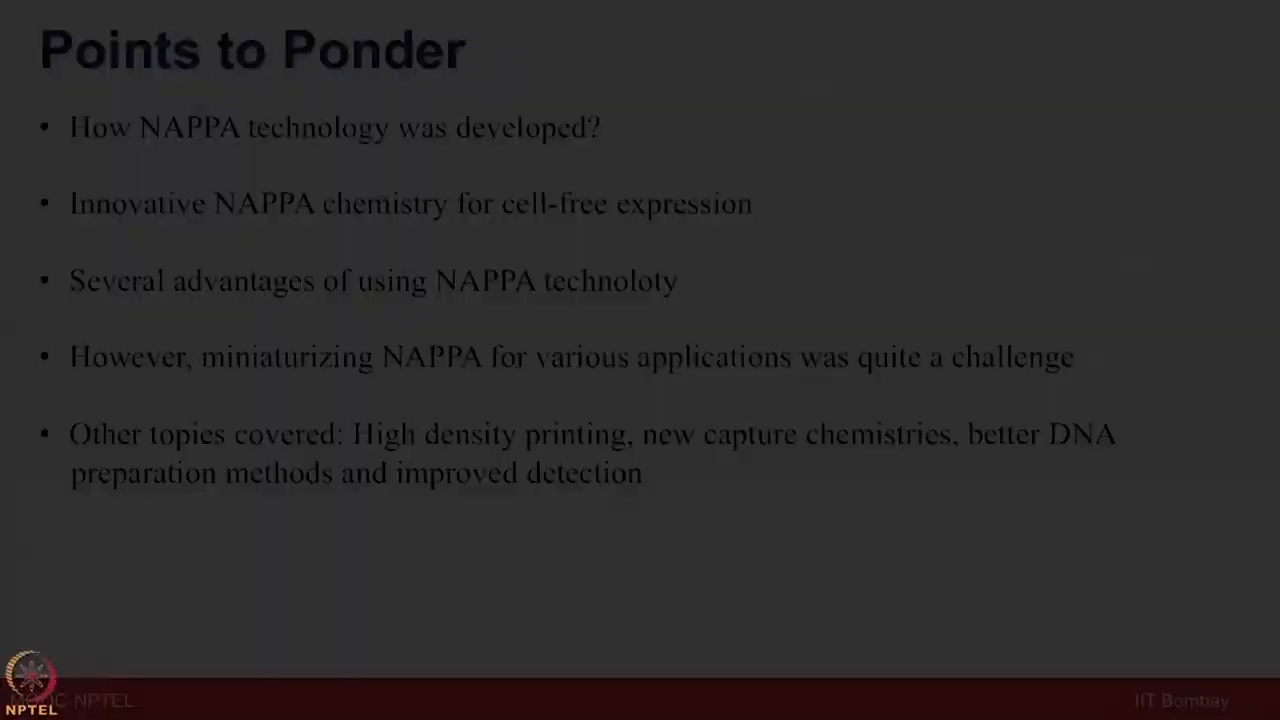 Points to Ponder
• How NAPPA technology was developed?
• Innovative NAPPA chemistry for cell-free expression
• Several advantages of using NAPPA technoloty
• However, miniaturizing NAPPA for various applications was quite a challenge
• Other topics covered: High density printing, new capture chemistries, better DNA
preparation methods and improved detection
MOOC NPTEL
IIT Bombay
NPTEL